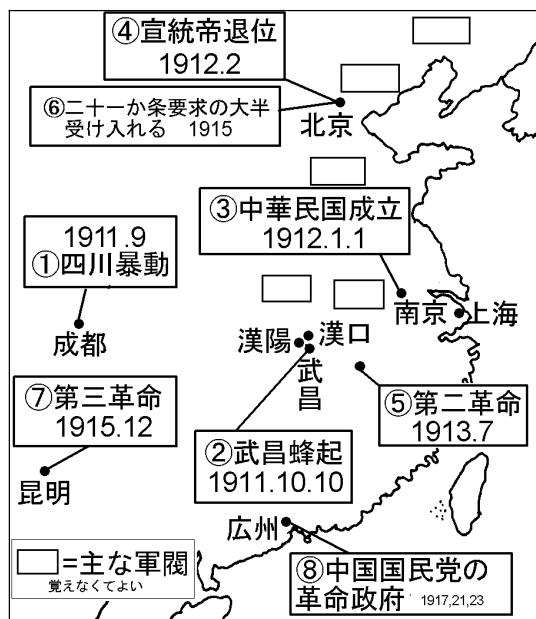 ④宣統帝退位
1912.2
⑥二十一か条要求の大半
受け入れる 1915
北京
③中華民国成立
1912.1.1
1911.9
①四川暴動
南京
上海
成都
漢陽
漢口
武昌
⑦第三革命
1915.12
⑤第二革命
1913.7
②武昌蜂起
1911.10.10
昆明
広州
=主な軍閥
覚えなくてよい
⑧中国国民党の
革命政府 1917,21,23